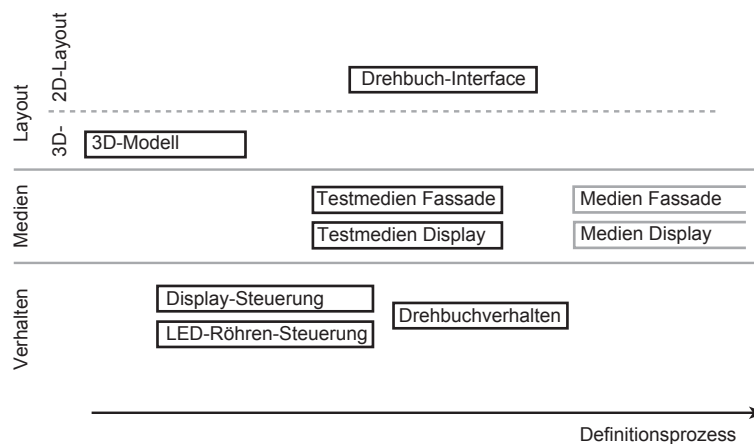 Layout
2D-Layout
Drehbuch-Interface
3D-
3D-Modell
Medien
Testmedien Fassade
Medien Fassade
Testmedien Display
Medien Display
Verhalten
Display-Steuerung
Drehbuchverhalten
LED-Röhren-Steuerung
Definitionsprozess